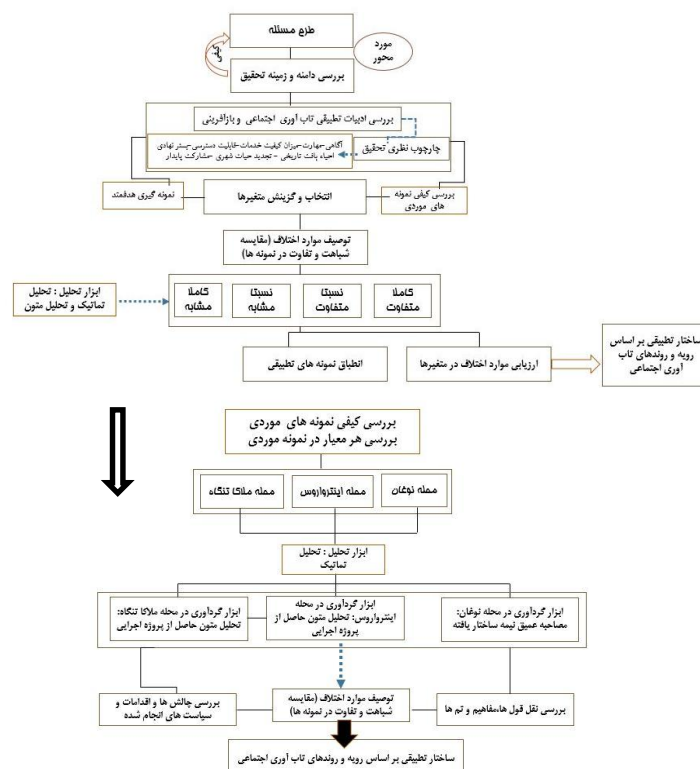 طرح مسئله
مورد
محور
کیفی
بررسی دامنه و زمینه تحقیق
بررسی ادبیات تطبیقی تاب آوری اجتماعی و بازآفرینی
چارچوب نظری تحقیق
آگاهی-مهارت-میزان کیفیت خدمات-قابلیت دسترسی-بستر نهادی
احیاء بافت تاریخی - تجدید حیات شهری -مشارکت پایدار
بررسی کیفی نمونه
های موردی
انتخاب و گزینش متغیرها
نمونه گیری هدفمند
توصیف موارد اختلاف (مقایسه
شباهت و تفاوت در نمونه ها)
کاملا
متفاوت
نسبتا
متفاوت
نسبتا
مشابه
کاملا
مشابه
ابزار تحلیل : تحلیل
تماتیک و تحلیل متون
ارزیابی موارد اختلاف در متغیرها
انطباق نمونه های تطبیقی
ساختار تطبیقی بر اساس
رویه و روندهای تاب
آوری اجتماعی
بررسی کیفی نمونه های موردی
بررسی هر معیار در نمونه موردی
محله نوغان
محله اینترواروس
محله ملاکا تنگاه
ابزار تحلیل : تحلیل
تماتیک
ابزار گردآوری در محله نوغان:
مصاحبه عمیق نیمه ساختار یافته
ابزار گردآوری در محله
اینترواروس: تحلیل متون حاصل از
پروژه اجرایی
ابزار گردآوری در محله ملاکا تنگاه:
تحلیل متون حاصل از پروژه اجرایی
بررسی نقل قول ها،مفاهیم و تم ها
توصیف موارد اختلاف (مقایسه
شباهت و تفاوت در نمونه ها)
بررسی چالش ها و اقدامات و
سیاست های انجام شده
ساختار تطبیقی بر اساس رویه و روندهای تاب آوری اجتماعی